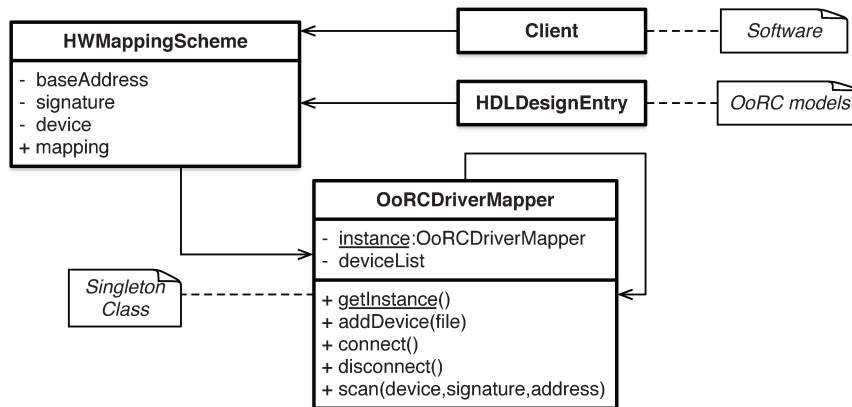 HWMappingScheme
- baseAddress
- signature
- device
+ mapping
Client
Software
HDLDesignEntry
OoRC models
OoRCDriverMapper
- instance:OoRCDriverMapper
- deviceList
+ getInstance()
+ addDevice(file)
+ connect()
+ disconnect()
+ scan(device,signature,address)
Singleton
Class